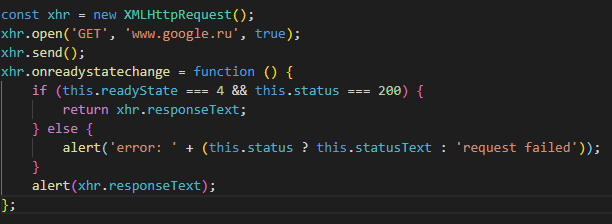 const xhr = new XMLHttpRequest();
xhr.open('GET', 'www.google.ru', true);
xhr.send();
xhr.onreadystatechange = function () {
    if (this.readyState === 4 && this.status === 200) {
        return xhr.responseText;
    } else {
        alert('error: ' + (this.status ? this.statusText : 'request failed'));
    }
    alert(xhr.responseText);
};